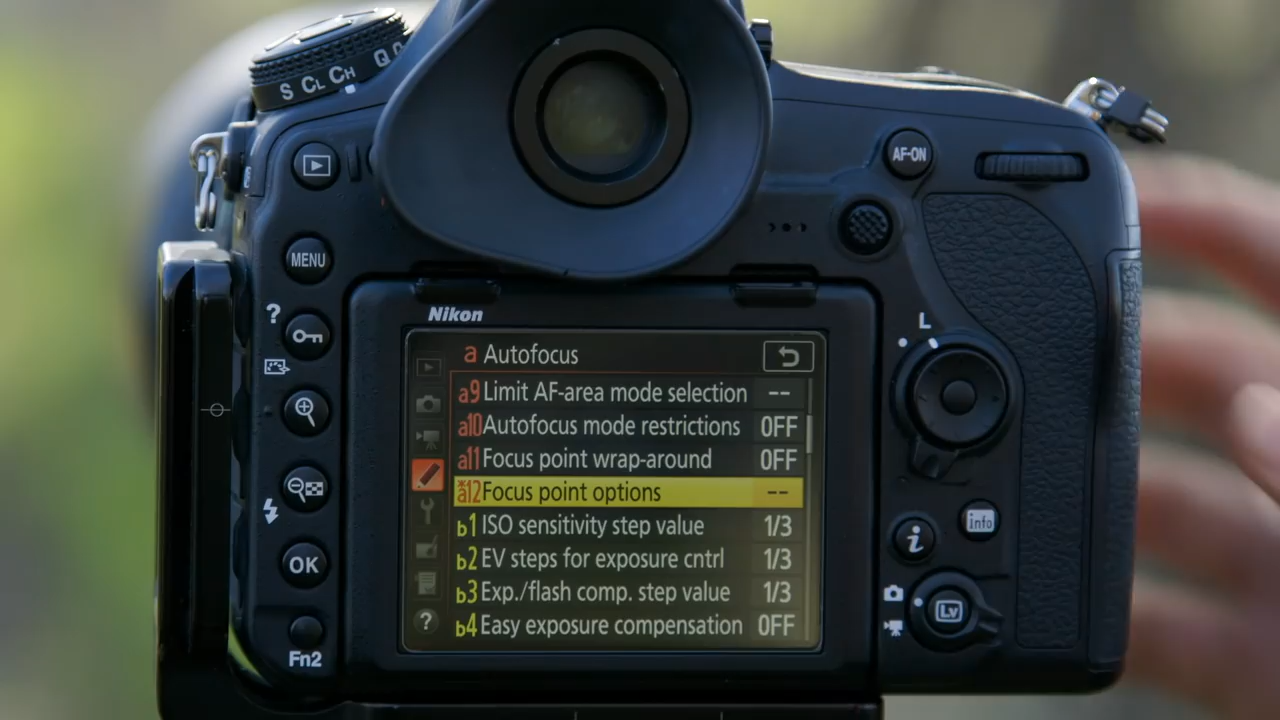 S CL CH Q
AF-ON
MENU
?
L
Nikon
a Autofocus
a9 Limit AF-area mode selection --
a10 Autofocus mode restrictions OFF
a11 Focus point wrap-around OFF
*a12 Focus point options --
b1 ISO sensitivity step value 1/3
b2 EV steps for exposure cntrl 1/3
b3 Exp./flash comp. step value 1/3
b4 Easy exposure compensation OFF
?
info
i
OK
Lv
Fn2